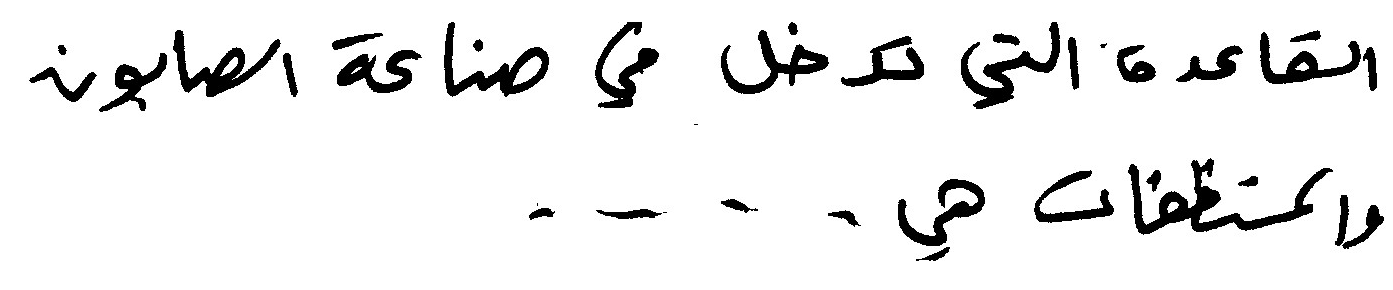 القاعدة التي تدخل في صناعة الصابون
والمنظفات هي - - - -